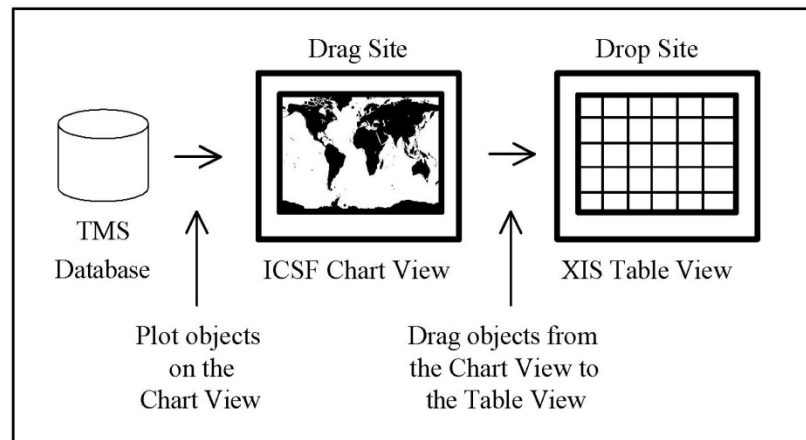 Drag Site
Drop Site
TMS
Database
ICSF Chart View
XIS Table View
Plot objects
on the
Chart View
Drag objects from
the Chart View to
the Table View